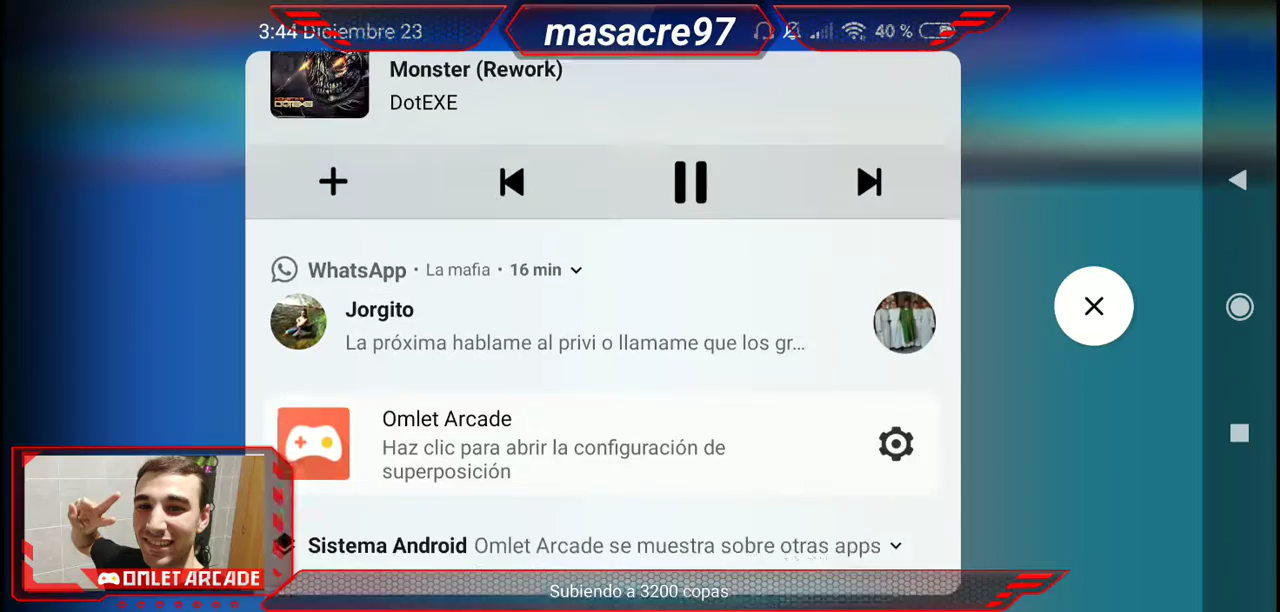 3:44 Diciembre 23
masacre97
40 %
Monster (Rework)
DotEXE
WhatsApp · La mafia · 16 min
Jorgito
La próxima hablame al privi o llamame que los gr...
Omlet Arcade
Haz clic para abrir la configuración de
superposición
Sistema Android Omlet Arcade se muestra sobre otras apps
OMLET ARCADE
Subiendo a 3200 copas